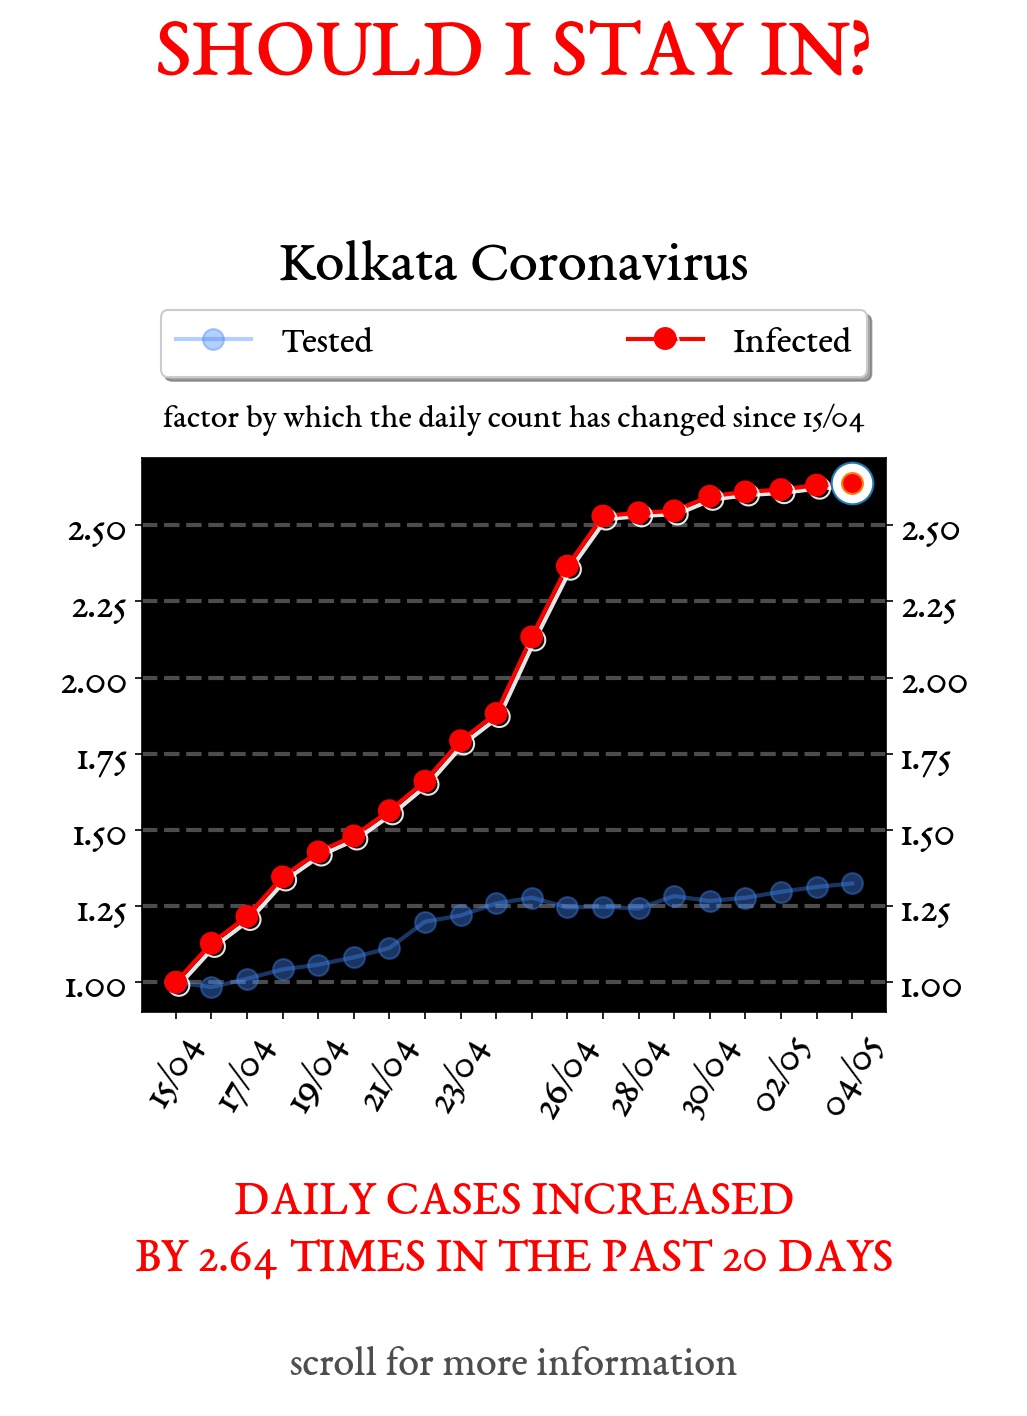 SHOULD I STAY IN?
Kolkata Coronavirus
Tested Infected
factor by which the daily count has changed since 15/04
2.50 2.50
2.25 2.25
2.00 2.00
1.75 1.75
1.50 1.50
1.25 1.25
1.00 1.00
15/04 17/04 19/04 21/04 23/04 26/04 28/04 30/04 02/05 04/05
DAILY CASES INCREASED
BY 2.64 TIMES IN THE PAST 20 DAYS
scroll for more information